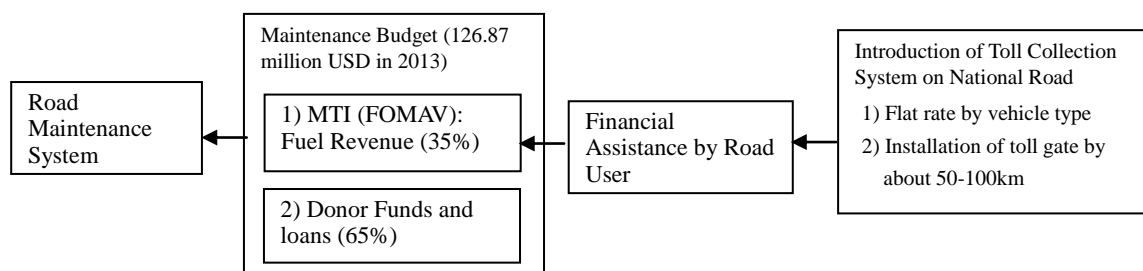 Road
Maintenance
System
Maintenance Budget (126.87
million USD in 2013)
1) MTI (FOMAV):
Fuel Revenue (35%)
2) Donor Funds and
loans (65%)
Financial
Assistance by Road
User
Introduction of Toll Collection
System on National Road
1) Flat rate by vehicle type
2) Installation of toll gate by
about 50-100km